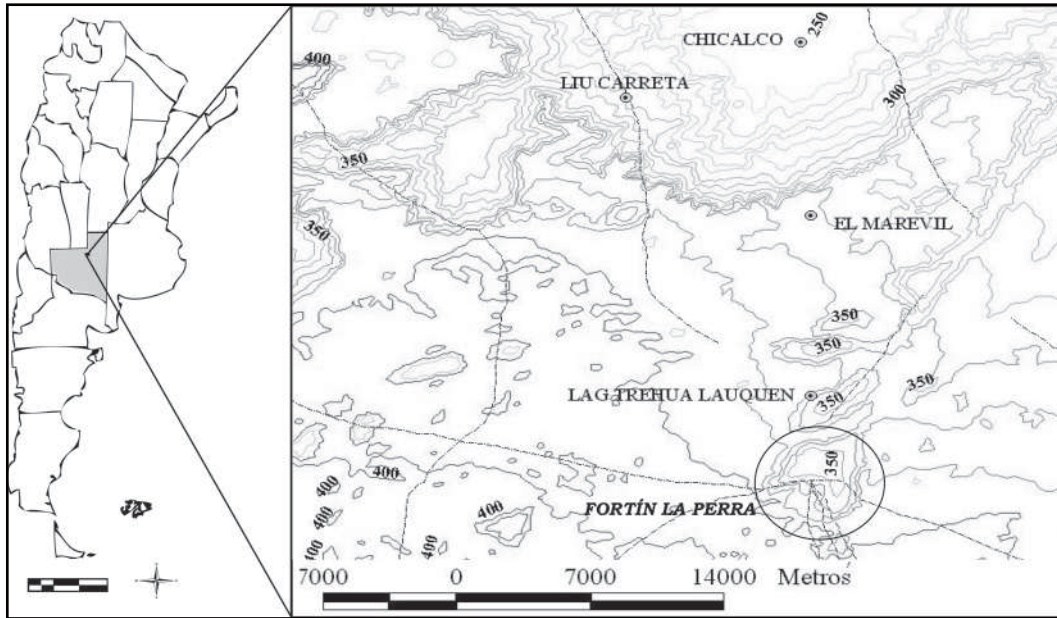 CHICALCO
250
400
LIU CARRETA
300
350
EL MAREVIL
350
350
350
350
LAG TREHUA LAUQUEN
350
350
400
400
FORTÍN LA PERRA
400
400
400
400
7000 0 7000 14000 Metros